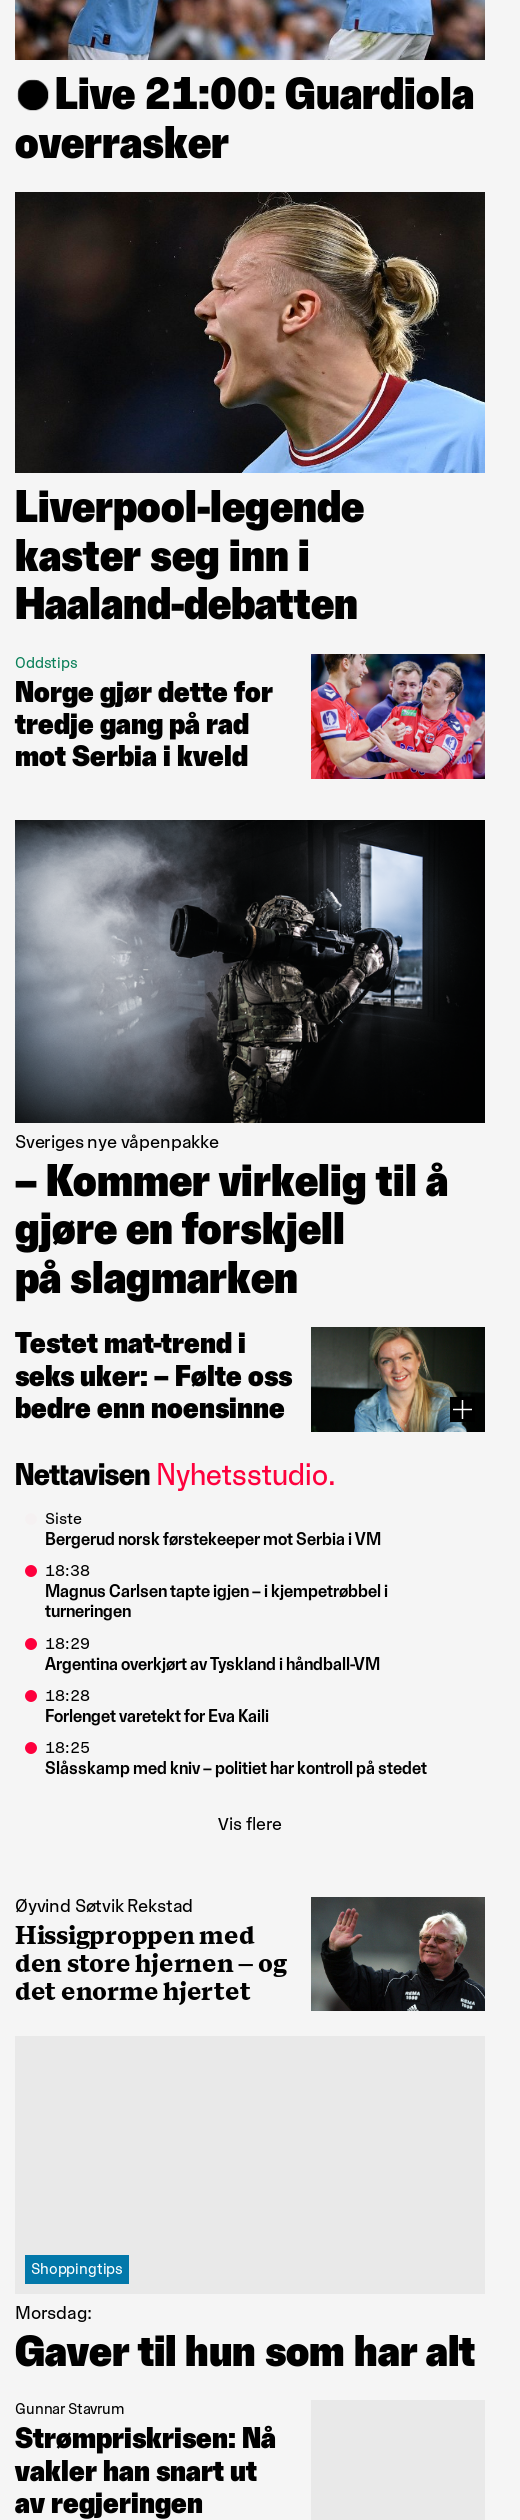 Live 21:00: Guardiola
overrasker
Liverpool-legende
kaster seg inn i
Haaland-debatten
Oddstips
Norge gjør dette for
tredje gang på rad
mot Serbia i kveld
Sveriges nye våpenpakke
– Kommer virkelig til å
gjøre en forskjell
på slagmarken
Testet mat-trend i
seks uker: – Følte oss
bedre enn noensinne
Nettavisen Nyhetsstudio.
Siste
Bergerud norsk førstekeeper mot Serbia i VM
18:38
Magnus Carlsen tapte igjen – i kjempetrøbbel i
turneringen
18:29
Argentina overkjørt av Tyskland i håndball-VM
18:28
Forlenget varetekt for Eva Kaili
18:25
Slåsskamp med kniv – politiet har kontroll på stedet
Vis flere
Øyvind Søtvik Rekstad
Hissigproppen med
den store hjernen – og
det enorme hjertet
Shoppingtips
Morsdag:
Gaver til hun som har alt
Gunnar Stavrum
Strømpriskrisen: Nå
vakler han snart ut
av regjeringen